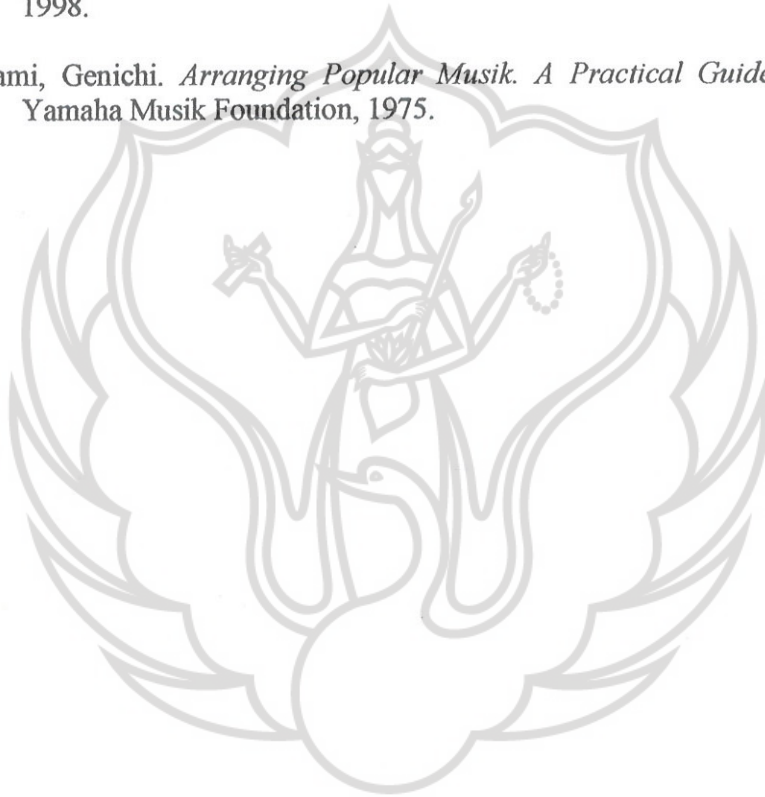 1998.
ami, Genichi. Arranging Popular Musik. A Practical Guide
Yamaha Musik Foundation, 1975.